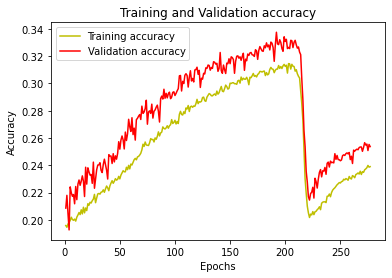 Training and Validation accuracy
Training accuracy
Validation accuracy
Accuracy
0.34
0.32
0.30
0.28
0.26
0.24
0.22
0.20
0
50
100
150
200
250
Epochs